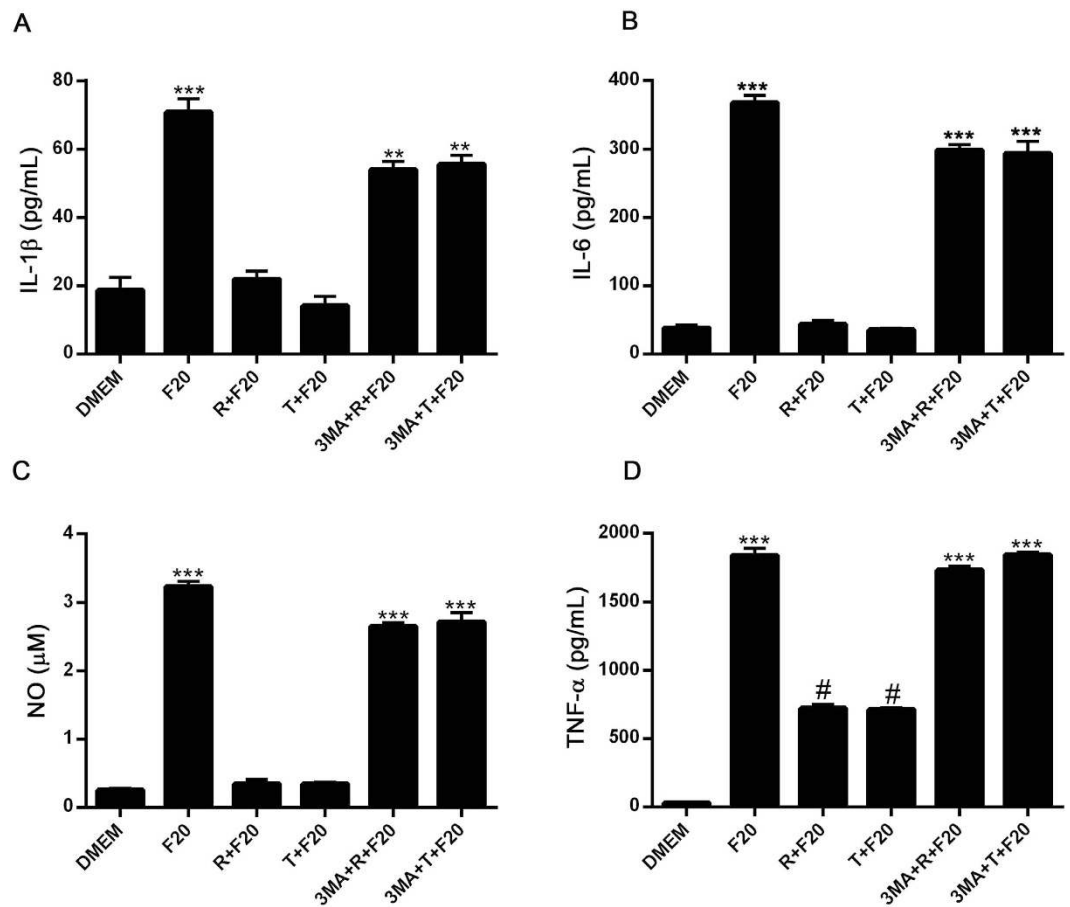 A
IL-1β (pg/mL)
80
60
40
20
0
***
**
**
DMEM
F20
R+F20
T+F20
3MA+R+F20
3MA+T+F20
B
IL-6 (pg/mL)
400
300
200
100
0
***
***
***
DMEM
F20
R+F20
T+F20
3MA+R+F20
3MA+T+F20
C
NO (μM)
4
3
2
1
0
***
***
***
DMEM
F20
R+F20
T+F20
3MA+R+F20
3MA+T+F20
D
TNF-α (pg/mL)
2000
1500
1000
500
0
***
#
#
***
***
DMEM
F20
R+F20
T+F20
3MA+R+F20
3MA+T+F20